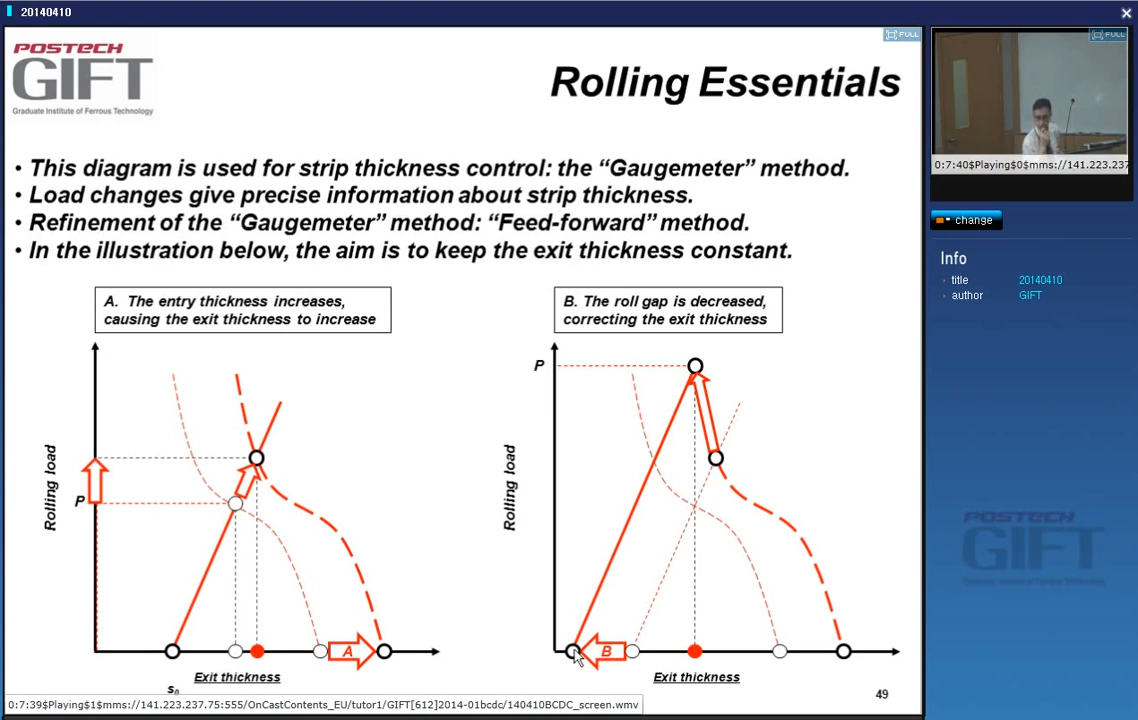 20140410
POSTECH
GIFT
Graduate Institute of Ferrous Technology
FULL
Rolling Essentials
• This diagram is used for strip thickness control: the “Gaugemeter” method.
• Load changes give precise information about strip thickness.
• Refinement of the “Gaugemeter” method: “Feed-forward” method.
• In the illustration below, the aim is to keep the exit thickness constant.
A. The entry thickness increases,
causing the exit thickness to increase
B. The roll gap is decreased,
correcting the exit thickness
Rolling load
P
A
Exit thickness
s0
Rolling load
P
B
Exit thickness
49
0:7:39$Playing$1$mms://141.223.237.75:555/OnCastContents_EU/tutor1/GIFT[612]2014-01bcdc/140410BCDC_screen.wmv
FULL
0:7:40$Playing$0$mms://141.223.237
change
Info
title 20140410
author GIFT
POSTECH
GIFT